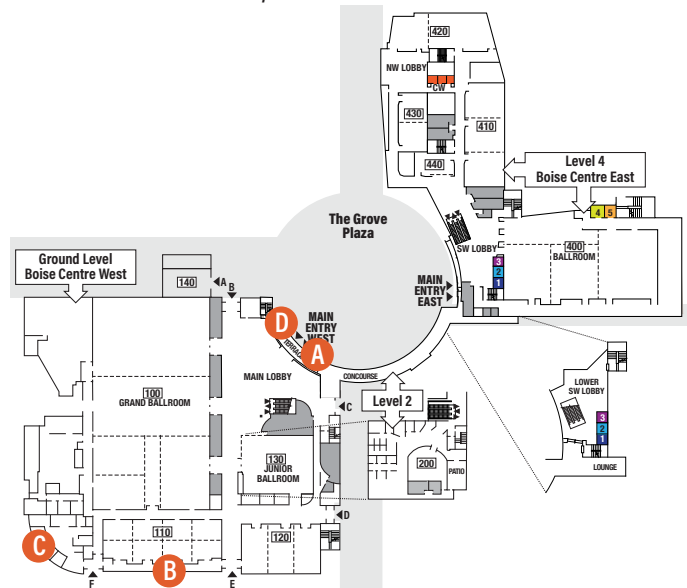 420
NW LOBBY
CW
430
410
440
Level 4
Boise Centre East
The Grove
Plaza
4 5
SW LOBBY
400
BALLROOM
3
2
1
Ground Level
Boise Centre West
140
A
B
MAIN
ENTRY
EAST
D
MAIN
ENTRY
WEST
A
MAIN LOBBY
CONCOURSE
Level 2
C
100
GRAND BALLROOM
130
JUNIOR
BALLROOM
200
PATIO
LOWER
SW LOBBY
3
2
1
LOUNGE
D
110
120
C
B
F
E